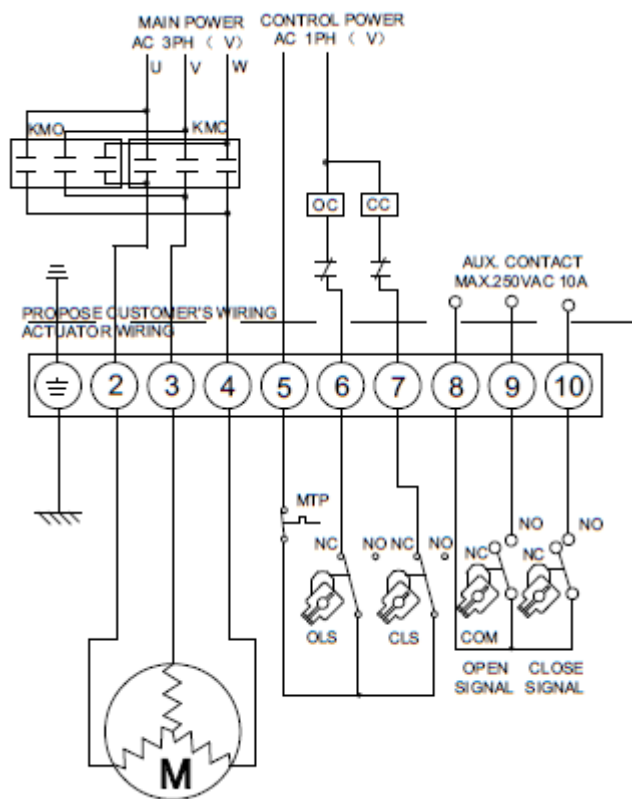 MAIN POWER
AC 3PH ( V)
CONTROL POWER
AC 1PH ( V)
U V W
KMO
KMC
OC
CC
AUX. CONTACT
MAX.250VAC 10A
PROPOSE CUSTOMER'S WIRING
ACTUATOR WIRING
2 3 4 5 6 7 8 9 10
MTP
NC NO NC NO
NO NO
NC NC
OLS
CLS
COM
OPEN
SIGNAL
CLOSE
SIGNAL
M